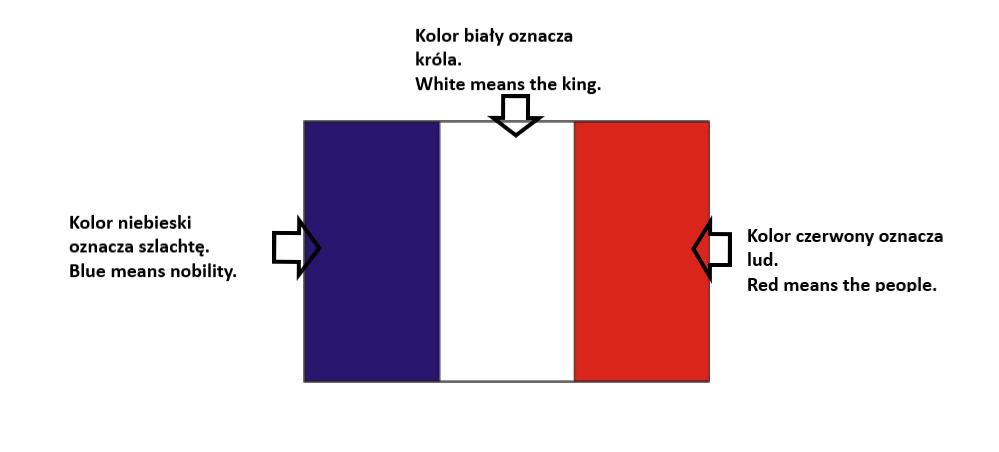 Kolor biały oznacza
króla.
White means the king.
Kolor niebieski
oznacza szlachtę.
Blue means nobility.
Kolor czerwony oznacza
lud.
Red means the people.